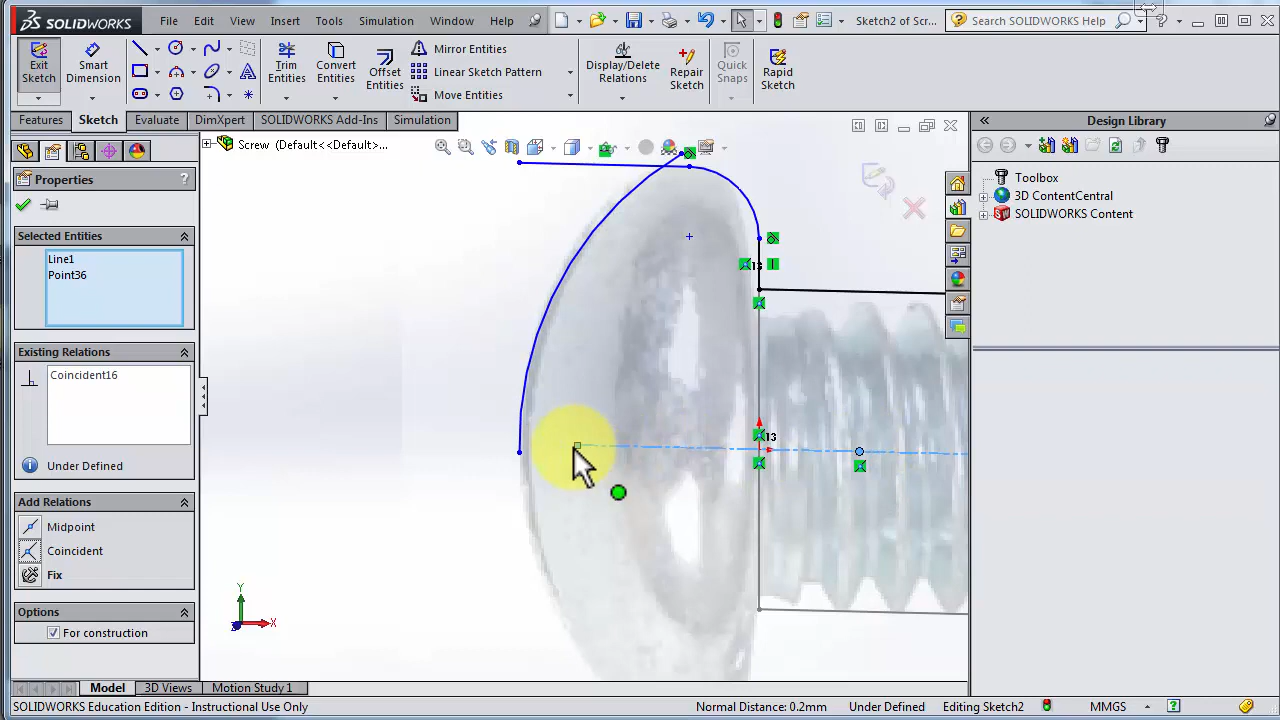 SOLIDWORKS File Edit View Insert Tools Simulation Window Help Sketch2 of Scr... Search SOLIDWORKS Help ?
Exit Sketch
Smart Dimension
Trim Entities
Convert Entities
Offset Entities
Mirror Entities
Linear Sketch Pattern
Move Entities
Display/Delete Relations
Repair Sketch
Quick Snaps
Rapid Sketch
Features Sketch Evaluate DimXpert SOLIDWORKS Add-Ins Simulation
Properties ?
Selected Entities
Line1
Point36
Existing Relations
Coincident16
Under Defined
Add Relations
Midpoint
Coincident
Fix
Options
For construction
Screw (Default<<Default>...
13
13
Y
X
Z
Design Library
Toolbox
3D ContentCentral
SOLIDWORKS Content
Model 3D Views Motion Study 1
SOLIDWORKS Education Edition - Instructional Use Only Normal Distance: 0.2mm Under Defined Editing Sketch2 MMGS ?